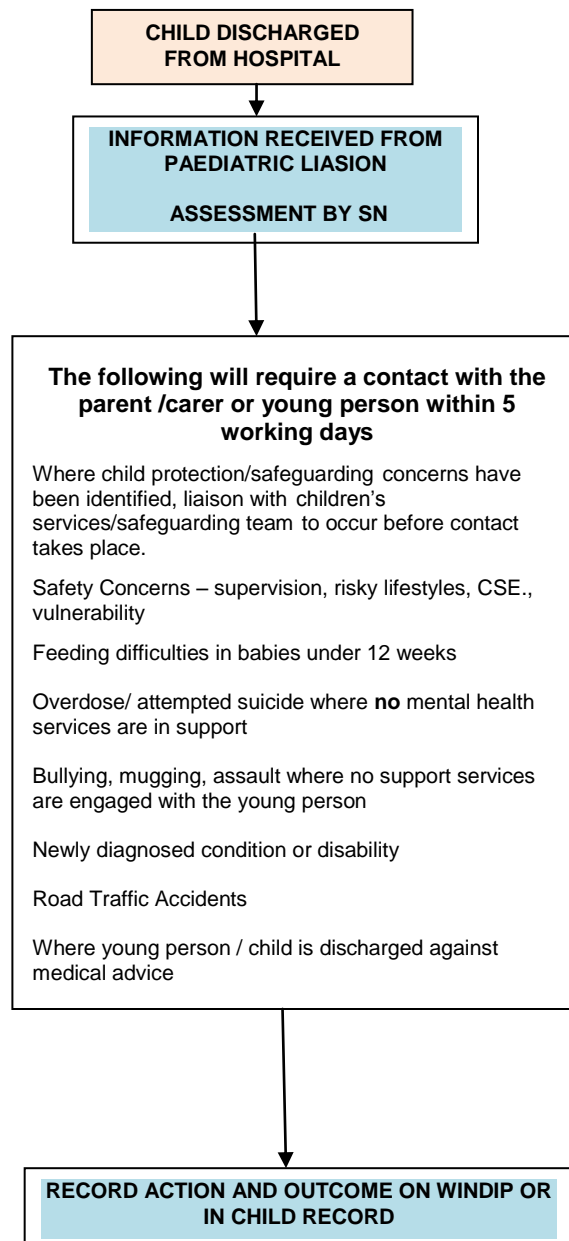 CHILD DISCHARGED
FROM HOSPITAL
INFORMATION RECEIVED FROM
PAEDIATRIC LIASION
ASSESSMENT BY SN
The following will require a contact with the
parent /carer or young person within 5
working days
Where child protection/safeguarding concerns have
been identified, liaison with children's
services/safeguarding team to occur before contact
takes place.
Safety Concerns – supervision, risky lifestyles, CSE.,
vulnerability
Feeding difficulties in babies under 12 weeks
Overdose/ attempted suicide where no mental health
services are in support
Bullying, mugging, assault where no support services
are engaged with the young person
Newly diagnosed condition or disability
Road Traffic Accidents
Where young person / child is discharged against
medical advice
RECORD ACTION AND OUTCOME ON WINDIP OR
IN CHILD RECORD